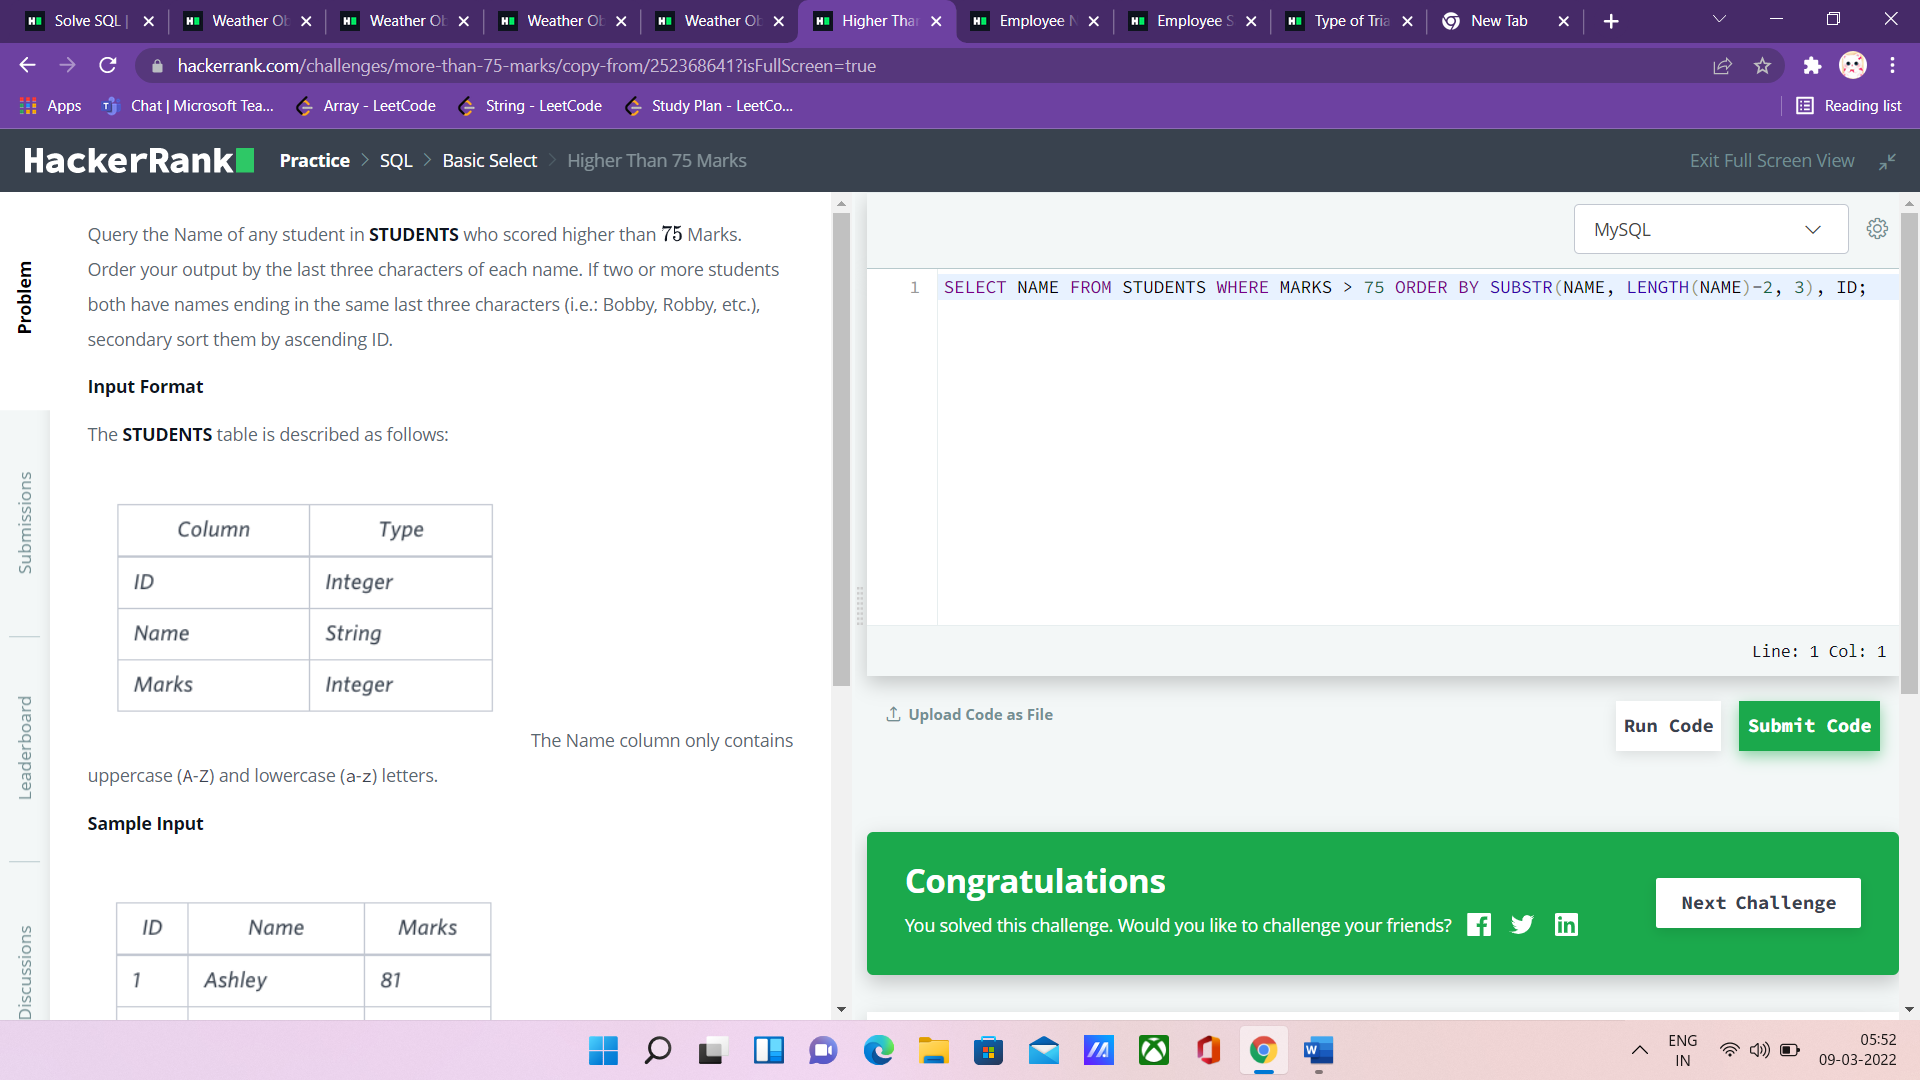 Solve SQL |
Weather Ob
Weather Ob
Weather Ob
Weather Ob
Higher Than
Employee N
Employee S
Type of Tria
New Tab
hackerrank.com/challenges/more-than-75-marks/copy-from/252368641?isFullScreen=true
Apps
Chat | Microsoft Tea...
Array - LeetCode
String - LeetCode
Study Plan - LeetCo...
Reading list
HackerRank
Practice > SQL > Basic Select > Higher Than 75 Marks
Exit Full Screen View
Problem
Submissions
Leaderboard
Discussions
Query the Name of any student in STUDENTS who scored higher than 75 Marks.
Order your output by the last three characters of each name. If two or more students
both have names ending in the same last three characters (i.e.: Bobby, Robby, etc.),
secondary sort them by ascending ID.
Input Format
The STUDENTS table is described as follows:
Column Type
ID Integer
Name String
Marks Integer
The Name column only contains
uppercase (A-Z) and lowercase (a-z) letters.
Sample Input
ID Name Marks
1 Ashley 81
MySQL
1 SELECT NAME FROM STUDENTS WHERE MARKS > 75 ORDER BY SUBSTR(NAME, LENGTH(NAME)-2, 3), ID;
Line: 1 Col: 1
Upload Code as File
Run Code
Submit Code
Congratulations
You solved this challenge. Would you like to challenge your friends?
Next Challenge
ENG
IN
05:52
09-03-2022